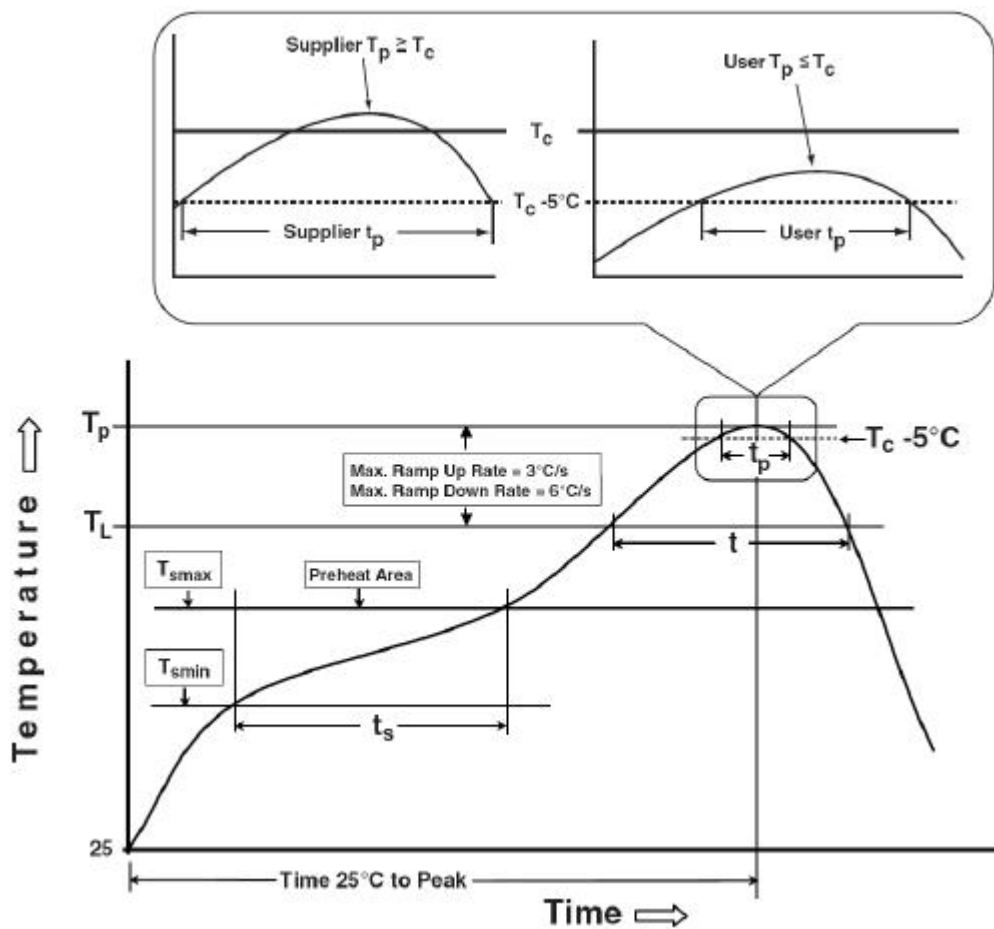 Supplier Tp ≧ Tc
User Tp ≤ Tc
Tc
Tc -5°C
Supplier tp
User tp
Tp
Tc -5°C
tp
Max. Ramp Up Rate = 3°C/s
Max. Ramp Down Rate = 6°C/s
TL
t
Tsmax
Preheat Area
Tsmin
ts
Temperature
25
Time 25°C to Peak
Time